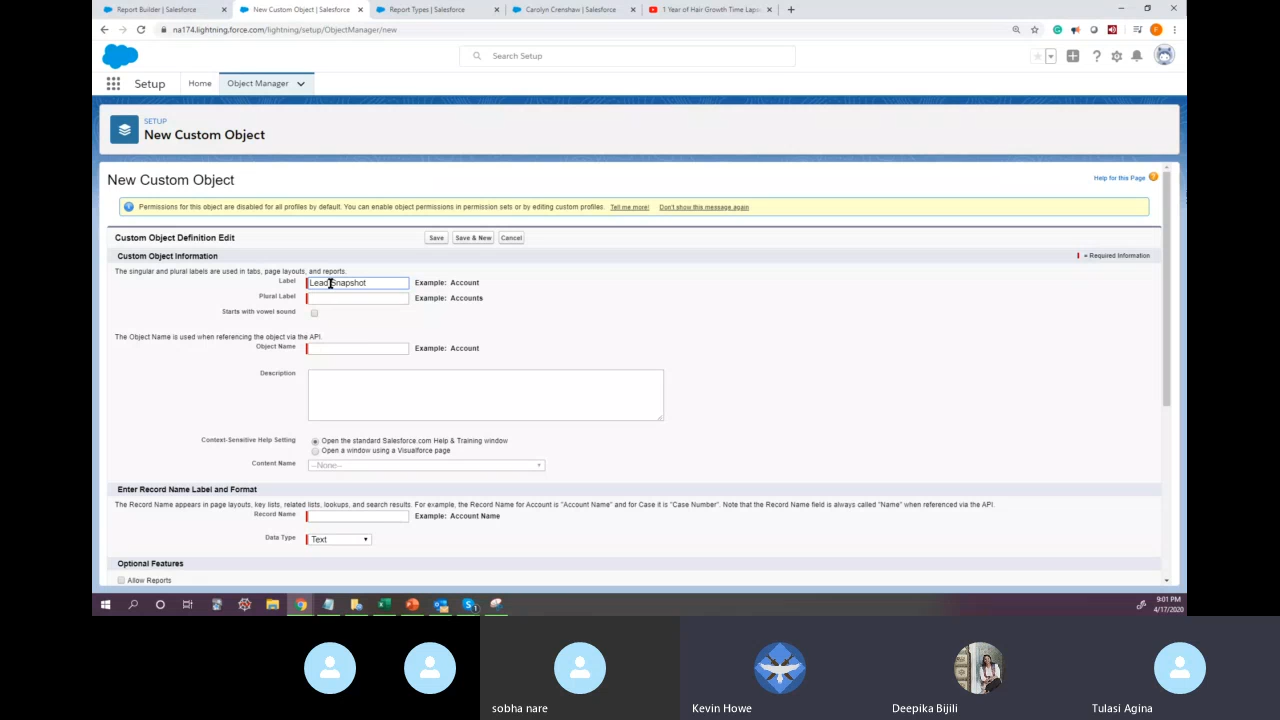 Report Builder | Salesforce
New Custom Object | Salesforce
Report Types | Salesforce
Carolyn Crenshaw | Salesforce
1 Year of Hair Growth Time Laps
na174.lightning.force.com/lightning/setup/ObjectManager/new
Search Setup
Setup
Home
Object Manager
SETUP
New Custom Object
New Custom Object
Help for this Page
Permissions for this object are disabled for all profiles by default. You can enable object permissions in permission sets or by editing custom profiles. Tell me more! Don't show this message again
Custom Object Definition Edit
Save
Save & New
Cancel
Custom Object Information
= Required Information
The singular and plural labels are used in tabs, page layouts, and reports.
Label
Lead Snapshot
Example: Account
Plural Label
Example: Accounts
Starts with vowel sound
The Object Name is used when referencing the object via the API.
Object Name
Example: Account
Description
Context-Sensitive Help Setting
Open the standard Salesforce.com Help & Training window
Open a window using a Visualforce page
Content Name
--None--
Enter Record Name Label and Format
The Record Name appears in page layouts, key lists, related lists, lookups, and search results. For example, the Record Name for Account is "Account Name" and for Case it is "Case Number". Note that the Record Name field is always called "Name" when referenced via the API.
Record Name
Example: Account Name
Data Type
Text
Optional Features
Allow Reports
9:01 PM
4/17/2020
sobha nare
Kevin Howe
Deepika Bijili
Tulasi Agina